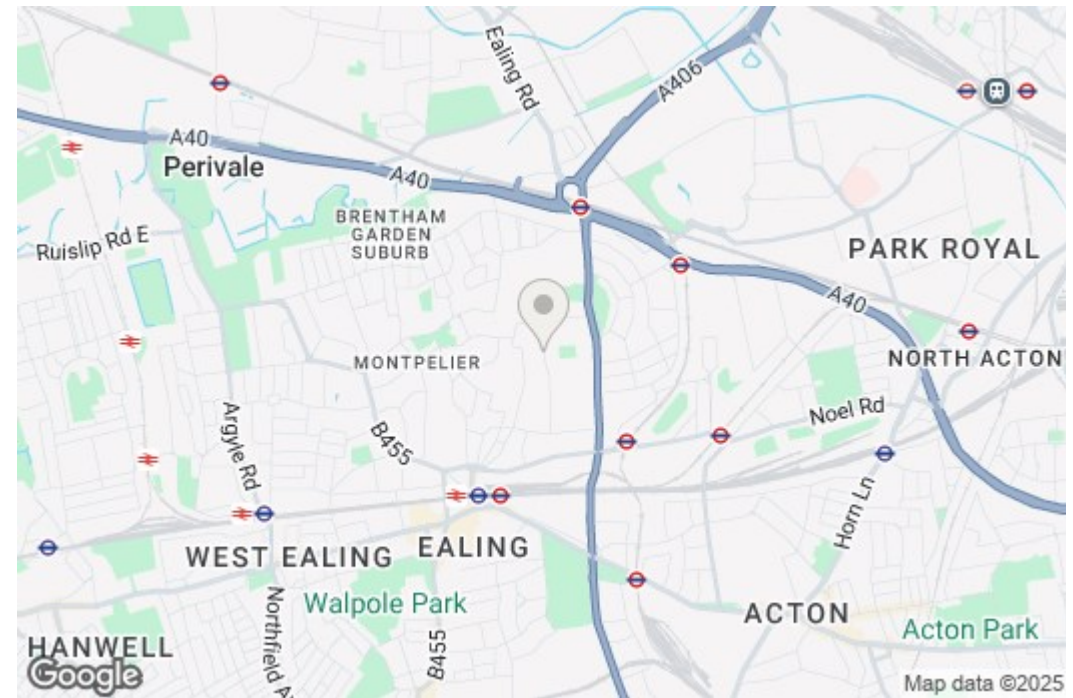 Ealing Rd
A406
A40
Perivale
A40
BRENTHAM
GARDEN
SUBURB
Ruislip Rd E
PARK ROYAL
A40
MONTPELIER
NORTH ACTON
Argyle Rd
B455
Noel Rd
Horn Ln
WEST EALING
EALING
Walpole Park
Northfield Av
B455
ACTON
Acton Park
HANWELL
Google
Map data ©2025